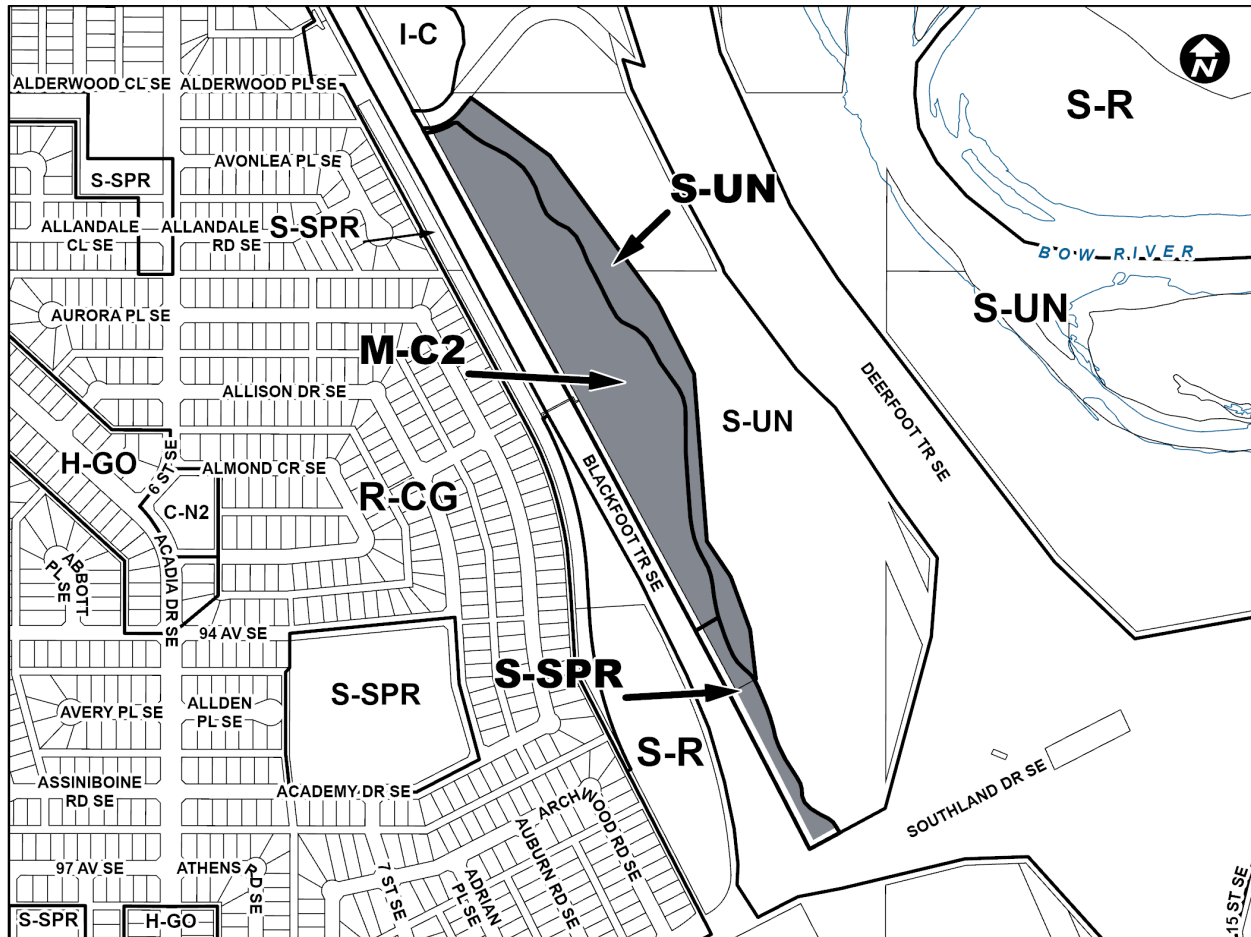 I-C
N
ALDERWOOD CL SE
ALDERWOOD PL SE
S-R
AVONLEA PL SE
S-SPR
S-UN
ALLANDALE
CL SE
ALLANDALE
RD SE
S-SPR
BOW RIVER
S-UN
AURORA PL SE
M-C2
DEERFOOT TR SE
ALLISON DR SE
S-UN
H-GO
6 ST SE
ALMOND CR SE
R-CG
C-N2
BLACKFOOT TR SE
ABBOTT
PL SE
ACADIA DR SE
94 AV SE
S-SPR
S-SPR
AVERY PL SE
ALLDEN
PL SE
S-R
ASSINIBOINE
RD SE
ACADEMY DR SE
SOUTHLAND DR SE
ARCHWOOD RD SE
97 AV SE
ATHENS
RD SE
7 ST SE
ADRIAN
PL SE
AUBURN RD SE
S-SPR
H-GO
15 ST SE